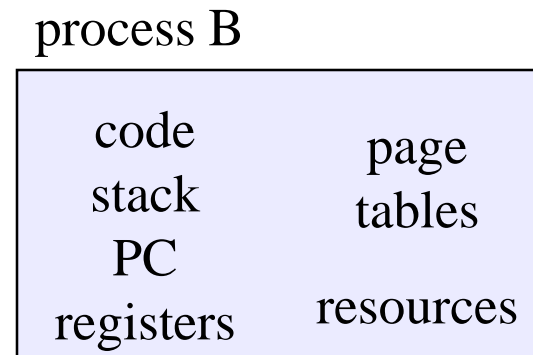 process B
code
stack
PC
registers
page
tables
resources